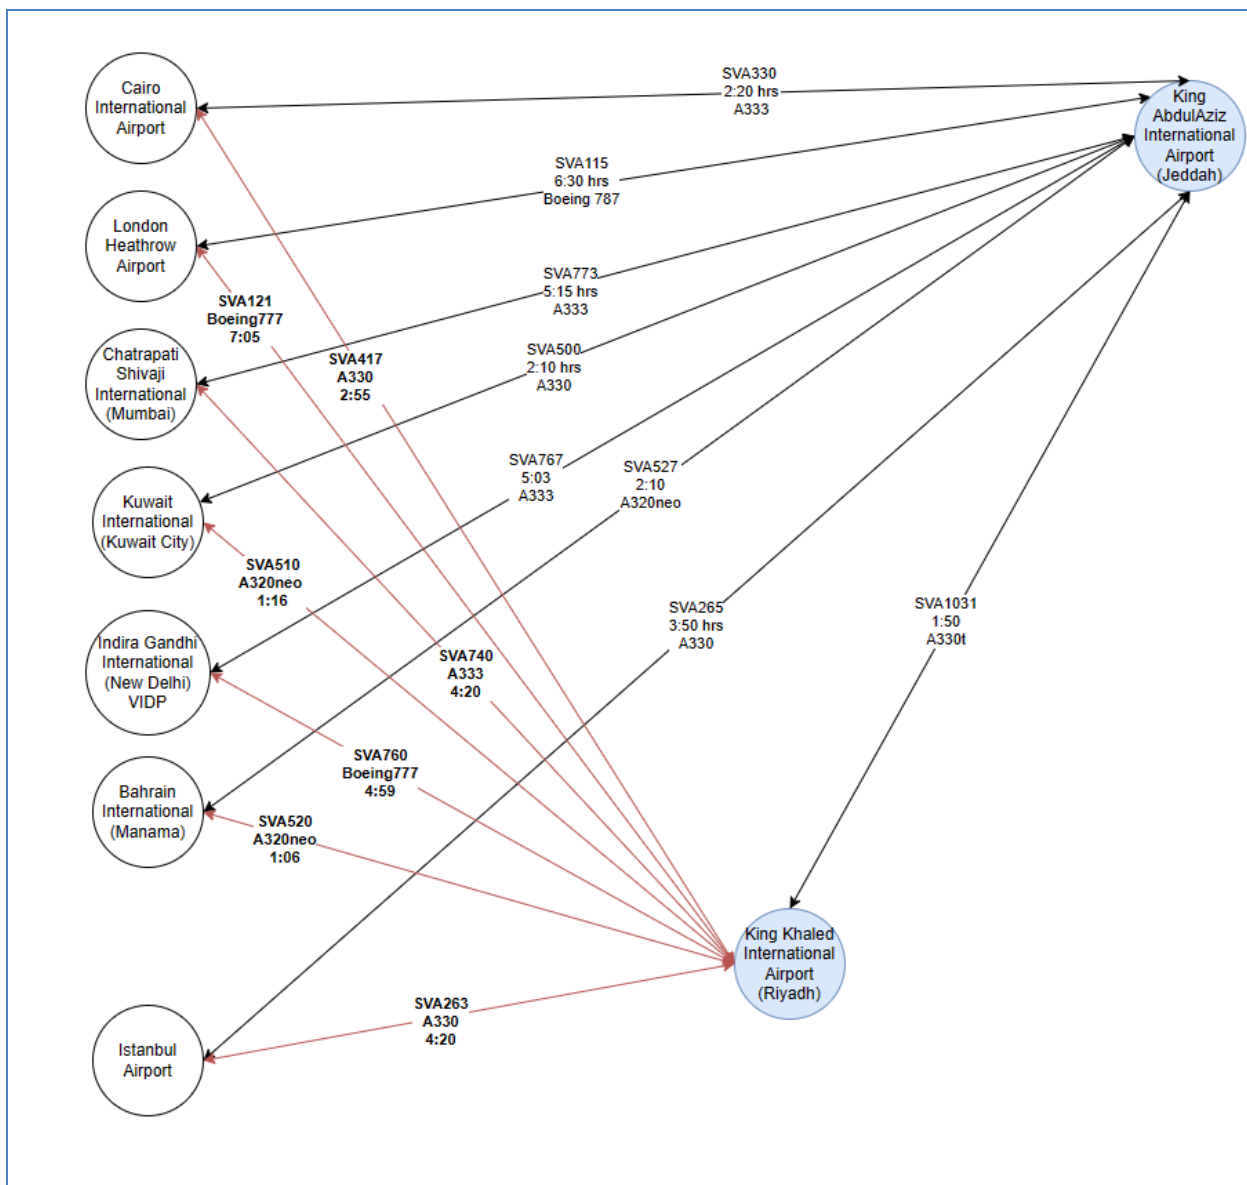 Cairo
International
Airport
SVA330
2:20 hrs
A333
King
AbdulAziz
International
Airport
(Jeddah)
SVA115
6:30 hrs
Boeing 787
London
Heathrow
Airport
SVA121
Boeing777
7:05
SVA773
5:15 hrs
A333
Chatrapati
Shivaji
International
(Mumbai)
SVA417
A330
2:55
SVA500
2:10 hrs
A330
SVA767
5:03
A333
SVA527
2:10
A320neo
Kuwait
International
(Kuwait City)
SVA510
A320neo
1:16
SVA265
3:50 hrs
A330
SVA1031
1:50
A330t
Indira Gandhi
International
(New Delhi)
VIDP
SVA740
A333
4:20
SVA760
Boeing777
4:59
Bahrain
International
(Manama)
SVA520
A320neo
1:06
King Khaled
International
Airport
(Riyadh)
SVA263
A330
4:20
Istanbul
Airport